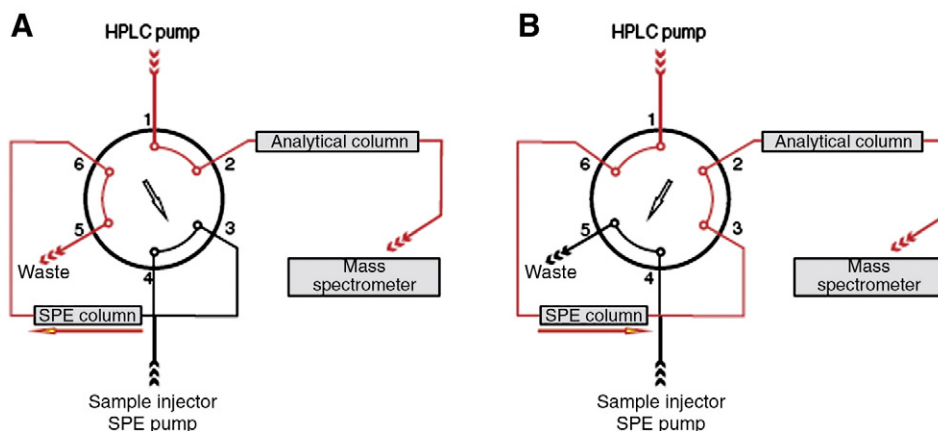 A
HPLC pump
1
2
3
4
5
6
Analytical column
Waste
Mass
spectrometer
SPE column
Sample injector
SPE pump
B
HPLC pump
1
2
3
4
5
6
Analytical column
Waste
Mass
spectrometer
SPE column
Sample injector
SPE pump